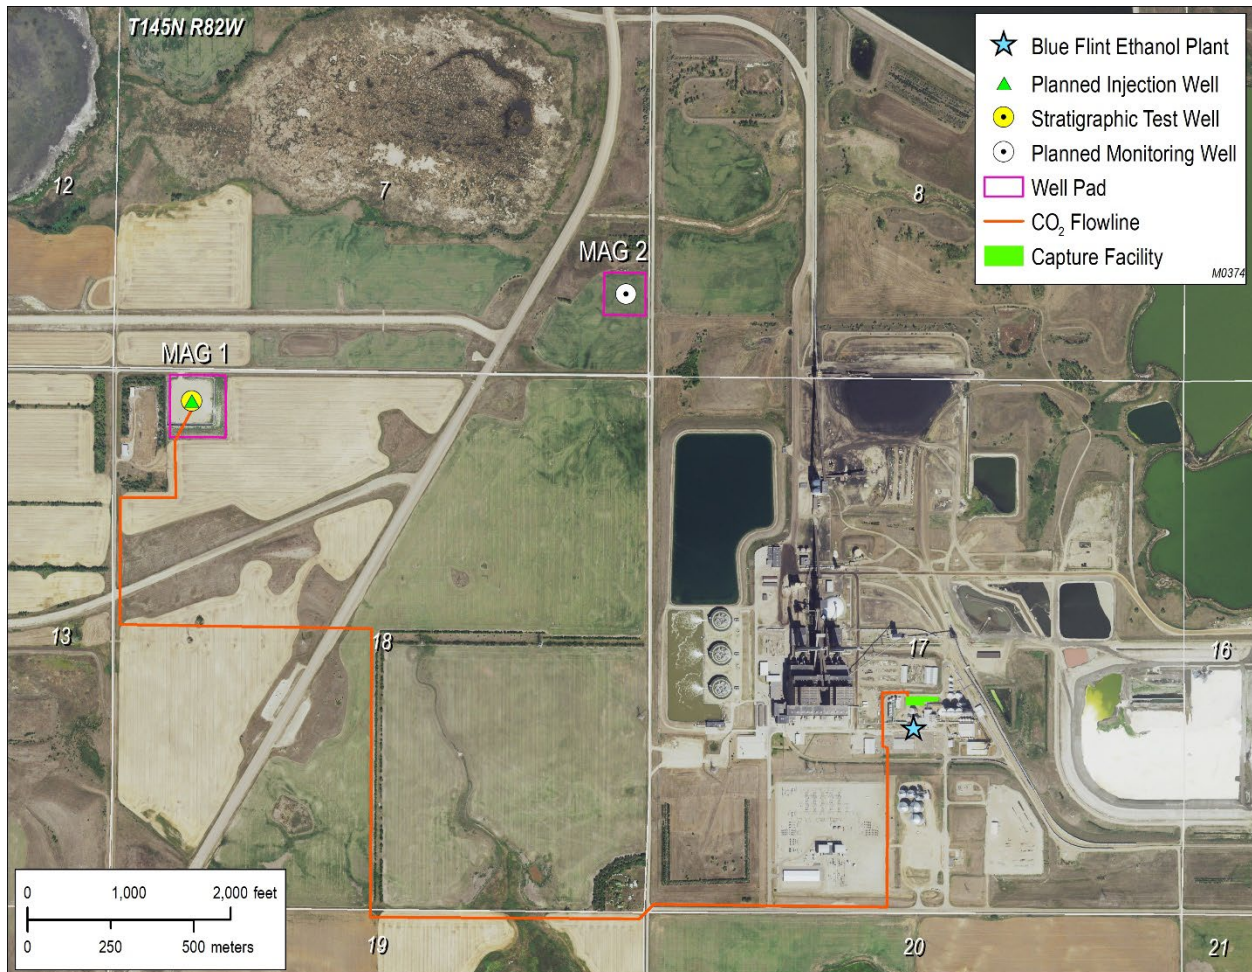 T145N R82W
Blue Flint Ethanol Plant
Planned Injection Well
Stratigraphic Test Well
Planned Monitoring Well
Well Pad
CO2 Flowline
Capture Facility
M0374
12
7
8
MAG 2
MAG 1
13
18
17
16
0 1,000 2,000 feet
0 250 500 meters
19
20
21